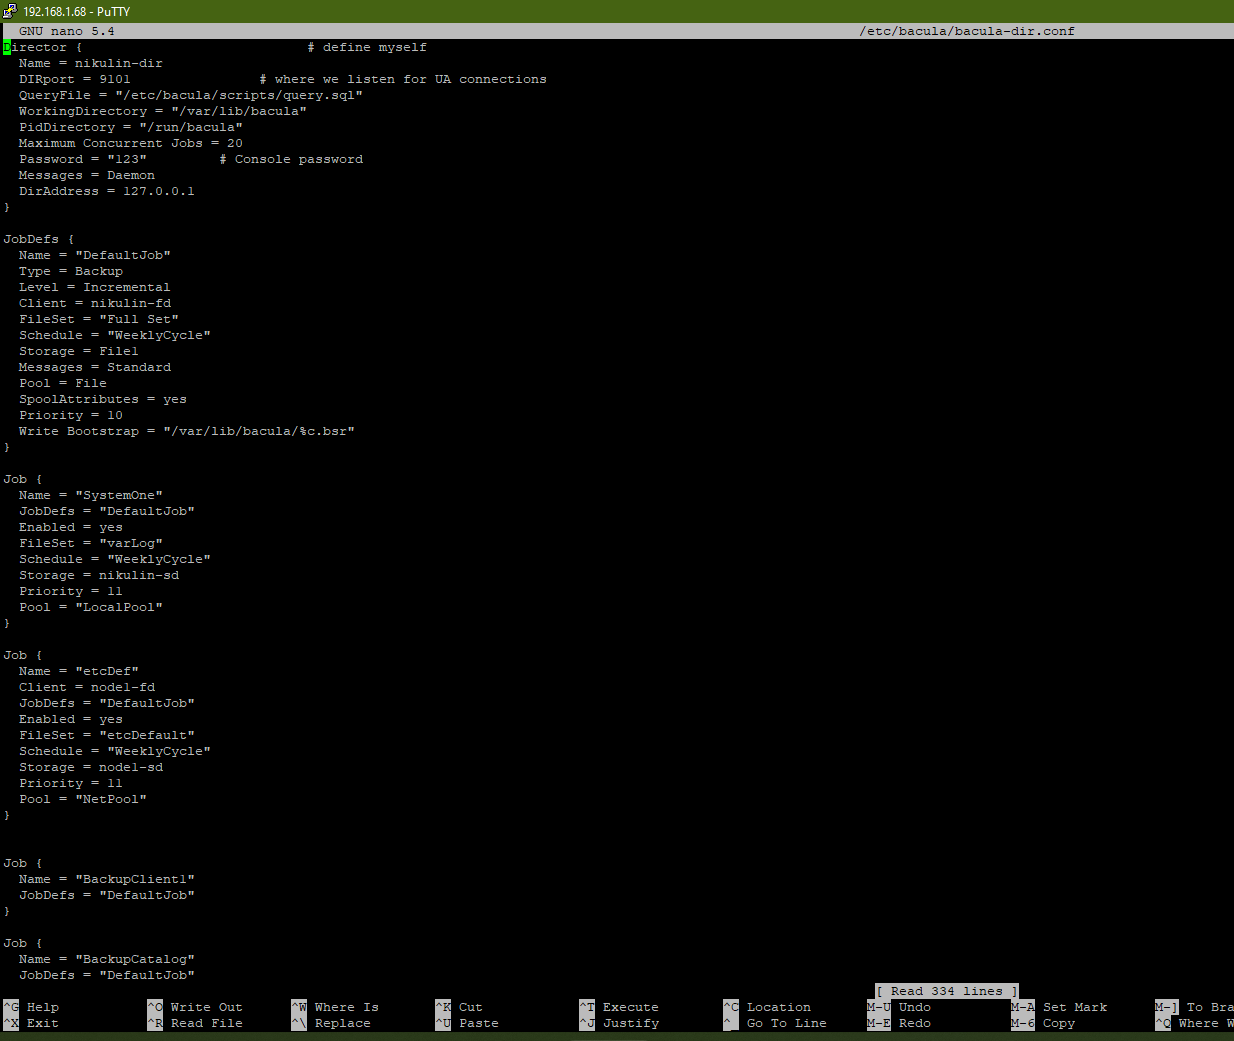 192.168.1.68 - PuTTY
GNU nano 5.4 /etc/bacula/bacula-dir.conf
Director { # define myself
Name = nikulin-dir
DIRport = 9101 # where we listen for UA connections
QueryFile = "/etc/bacula/scripts/query.sql"
WorkingDirectory = "/var/lib/bacula"
PidDirectory = "/run/bacula"
Maximum Concurrent Jobs = 20
Password = "123" # Console password
Messages = Daemon
DirAddress = 127.0.0.1
}
JobDefs {
Name = "DefaultJob"
Type = Backup
Level = Incremental
Client = nikulin-fd
FileSet = "Full Set"
Schedule = "WeeklyCycle"
Storage = File1
Messages = Standard
Pool = File
SpoolAttributes = yes
Priority = 10
Write Bootstrap = "/var/lib/bacula/%c.bsr"
}
Job {
Name = "SystemOne"
JobDefs = "DefaultJob"
Enabled = yes
FileSet = "varLog"
Schedule = "WeeklyCycle"
Storage = nikulin-sd
Priority = 11
Pool = "LocalPool"
}
Job {
Name = "etcDef"
Client = node1-fd
JobDefs = "DefaultJob"
Enabled = yes
FileSet = "etcDefault"
Schedule = "WeeklyCycle"
Storage = node1-sd
Priority = 11
Pool = "NetPool"
}
Job {
Name = "BackupClient1"
JobDefs = "DefaultJob"
}
Job {
Name = "BackupCatalog"
JobDefs = "DefaultJob"
[ Read 334 lines ]
^G Help ^O Write Out ^W Where Is ^K Cut ^T Execute ^C Location M-U Undo M-A Set Mark M-] To Bra
^X Exit ^R Read File ^\ Replace ^U Paste ^J Justify ^_ Go To Line M-E Redo M-6 Copy ^Q Where W